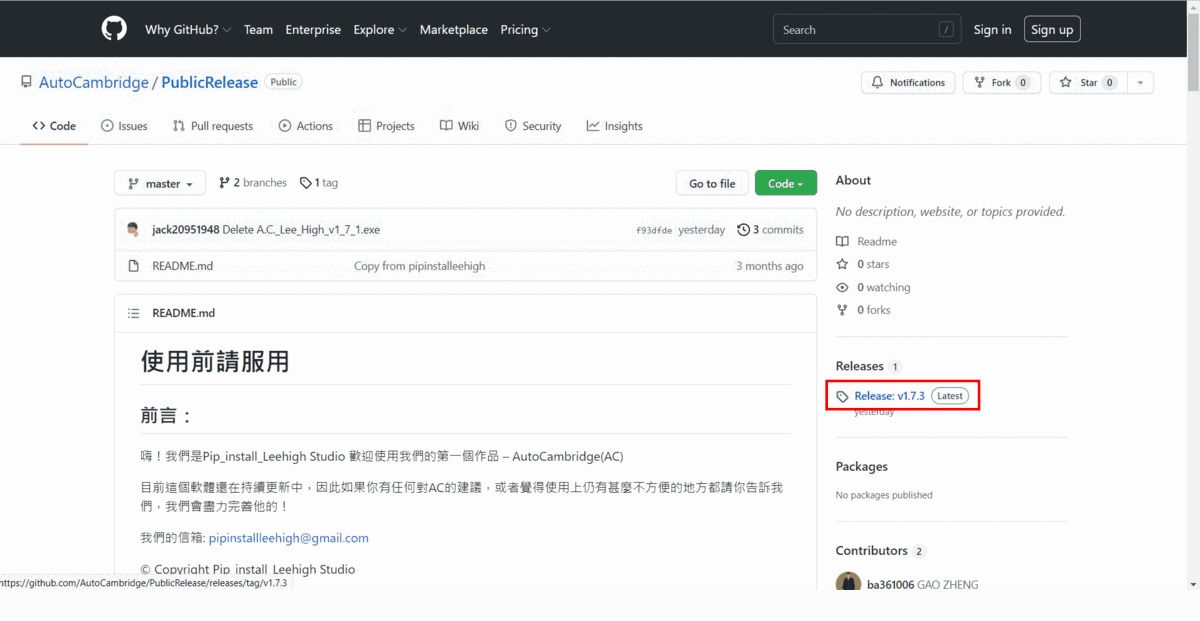 Why GitHub? Team Enterprise Explore Marketplace Pricing Search / Sign in Sign up
AutoCambridge / PublicRelease Public Notifications Fork 0 Star 0
Code Issues Pull requests Actions Projects Wiki Security Insights
master 2 branches 1 tag Go to file Code
jack20951948 Delete A.C._Lee_High_v1_7_1.exe f93dfde yesterday 3 commits
README.md Copy from pipinstalleehigh 3 months ago
README.md
使用前請服用
前言：
嗨！我們是Pip_install_Leehigh Studio 歡迎使用我們的第一個作品 – AutoCambridge(AC)
目前這個軟體還在持續更新中，因此如果你有任何對AC的建議，或者覺得使用上仍有甚麼不方便的地方都請你告訴我
們，我們會盡力完善他的！
我們的信箱: pipinstallleehigh@gmail.com
© Copyright Pip_install_Leehigh Studio
https://github.com/AutoCambridge/PublicRelease/releases/tag/v1.7.3
About
No description, website, or topics provided.
Readme
0 stars
0 watching
0 forks
Releases 1
Release: v1.7.3 Latest
yesterday
Packages
No packages published
Contributors 2
ba361006 GAO ZHENG